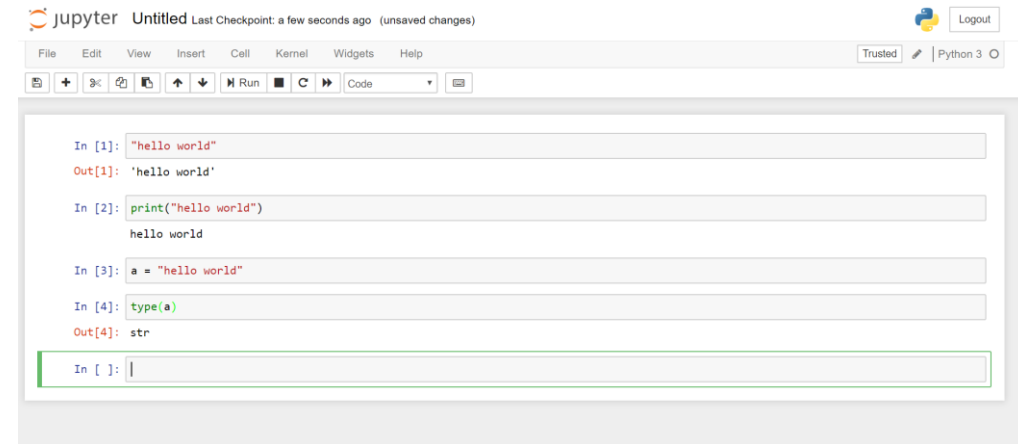 jupyter Untitled Last Checkpoint: a few seconds ago (unsaved changes) Logout
File Edit View Insert Cell Kernel Widgets Help Trusted Python 3
Run Code
In [1]: "hello world"
Out[1]: 'hello world'
In [2]: print("hello world")
hello world
In [3]: a = "hello world"
In [4]: type(a)
Out[4]: str
In [ ]: